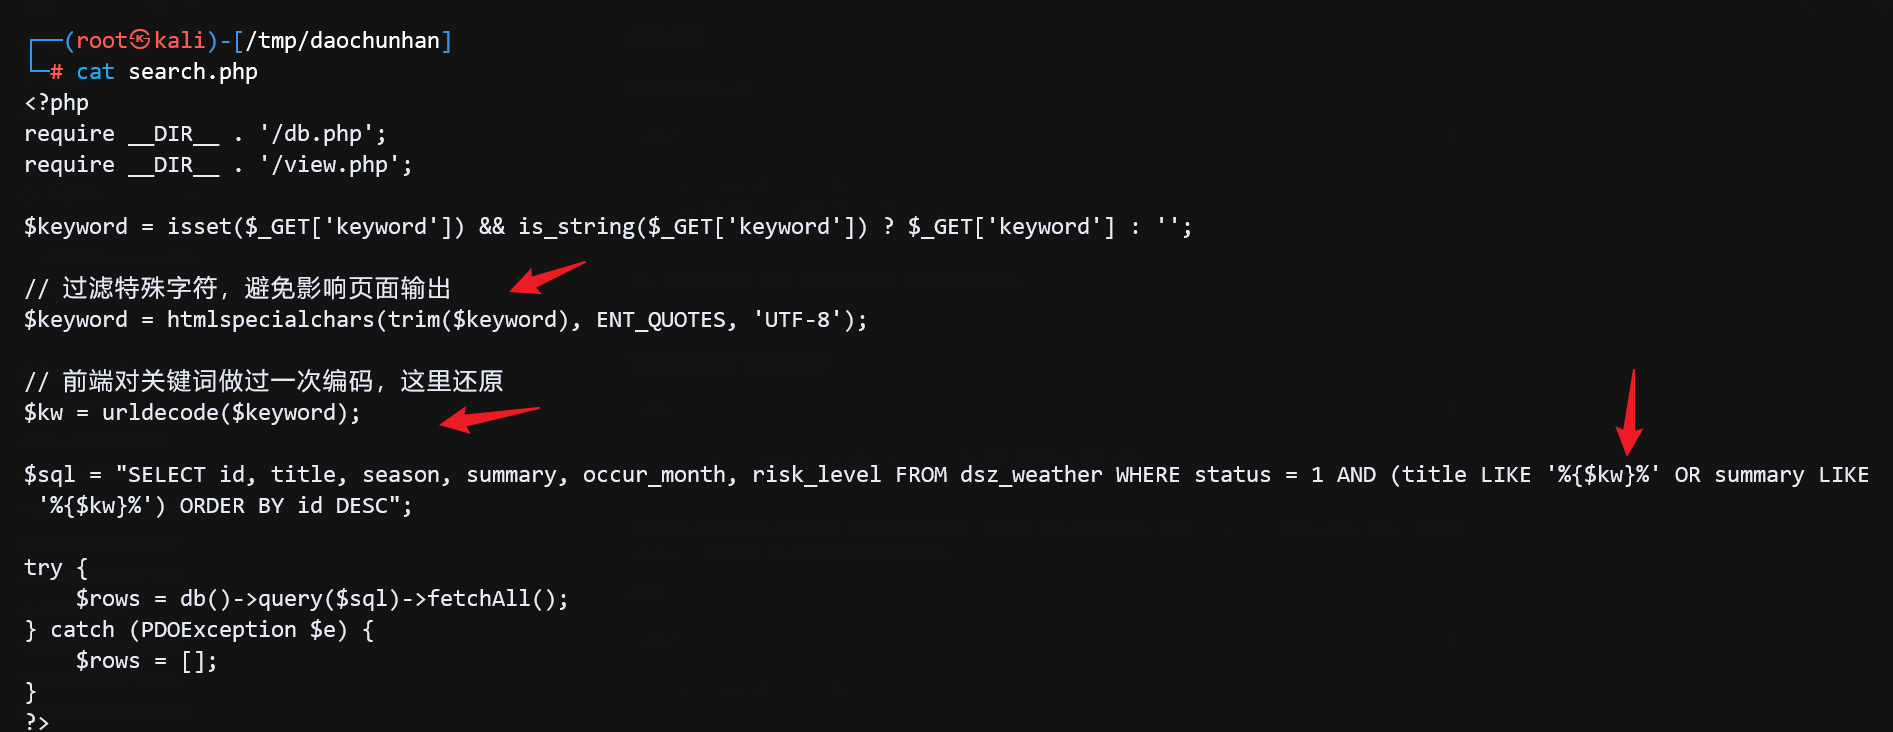 (root㉿kali)-[/tmp/daochunhan]
# cat search.php
<?php
require __DIR__ . '/db.php';
require __DIR__ . '/view.php';
$keyword = isset($_GET['keyword']) && is_string($_GET['keyword']) ? $_GET['keyword'] : '';
// 过滤特殊字符，避免影响页面输出
$keyword = htmlspecialchars(trim($keyword), ENT_QUOTES, 'UTF-8');
// 前端对关键词做过一次编码，这里还原
$kw = urldecode($keyword);
$sql = "SELECT id, title, season, summary, occur_month, risk_level FROM dsz_weather WHERE status = 1 AND (title LIKE '%{$kw}%' OR summary LIKE
'%{$kw}%') ORDER BY id DESC";
try {
    $rows = db()->query($sql)->fetchAll();
} catch (PDOException $e) {
    $rows = [];
}
?>